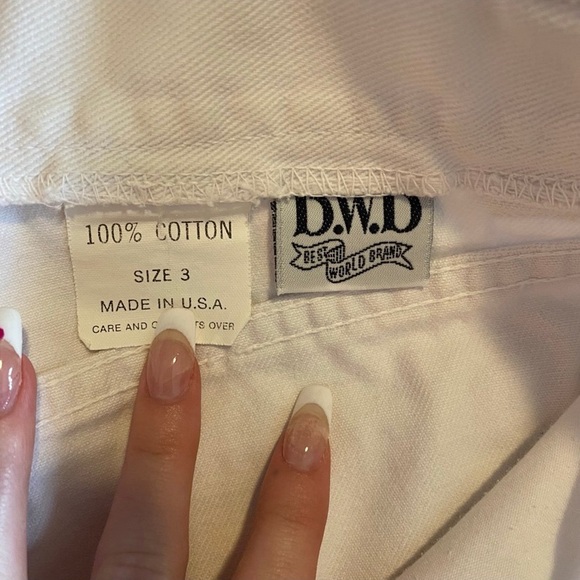 100% COTTON
SIZE 3
MADE IN U.S.A.
CARE AND OVER
B.W.B
BEST
WORLD BRAND